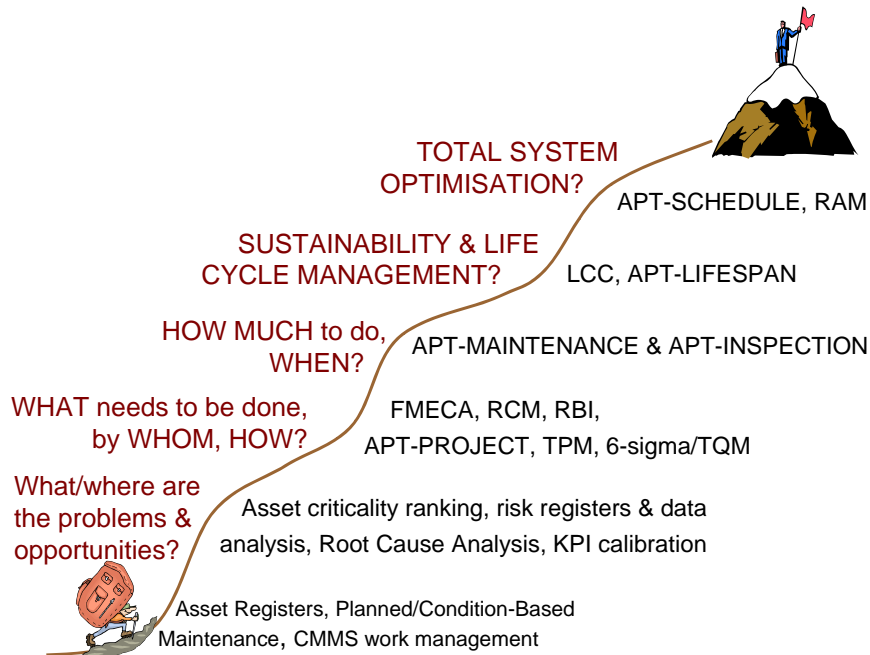 TOTAL SYSTEM
OPTIMISATION?
APT-SCHEDULE, RAM
SUSTAINABILITY & LIFE
CYCLE MANAGEMENT?
LCC, APT-LIFESPAN
HOW MUCH to do,
WHEN?
APT-MAINTENANCE & APT-INSPECTION
WHAT needs to be done,
by WHOM, HOW?
FMECA, RCM, RBI,
APT-PROJECT, TPM, 6-sigma/TQM
What/where are
the problems &
opportunities?
Asset criticality ranking, risk registers & data
analysis, Root Cause Analysis, KPI calibration
Asset Registers, Planned/Condition-Based
Maintenance, CMMS work management